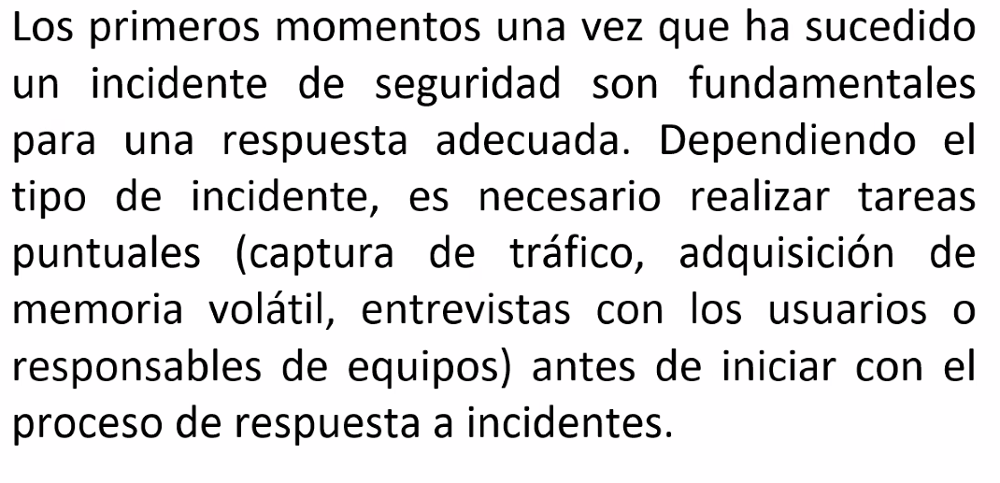 Los primeros momentos una vez que ha sucedido
un incidente de seguridad son fundamentales
para una respuesta adecuada. Dependiendo el
tipo de incidente, es necesario realizar tareas
puntuales (captura de tráfico, adquisición de
memoria volátil, entrevistas con los usuarios o
responsables de equipos) antes de iniciar con el
proceso de respuesta a incidentes.